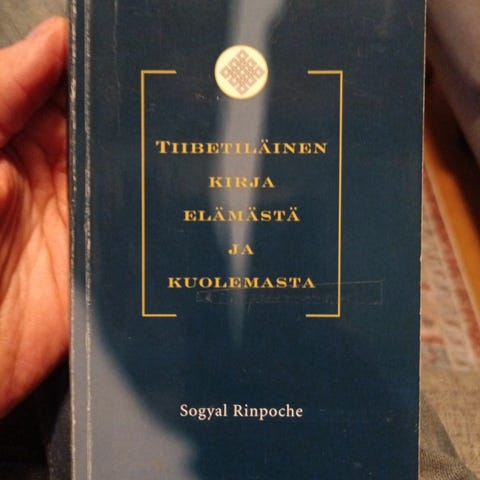 TIIBETILÄINEN
KIRJA
ELÄMÄSTÄ
JA
KUOLEMASTA
Sogyal Rinpoche